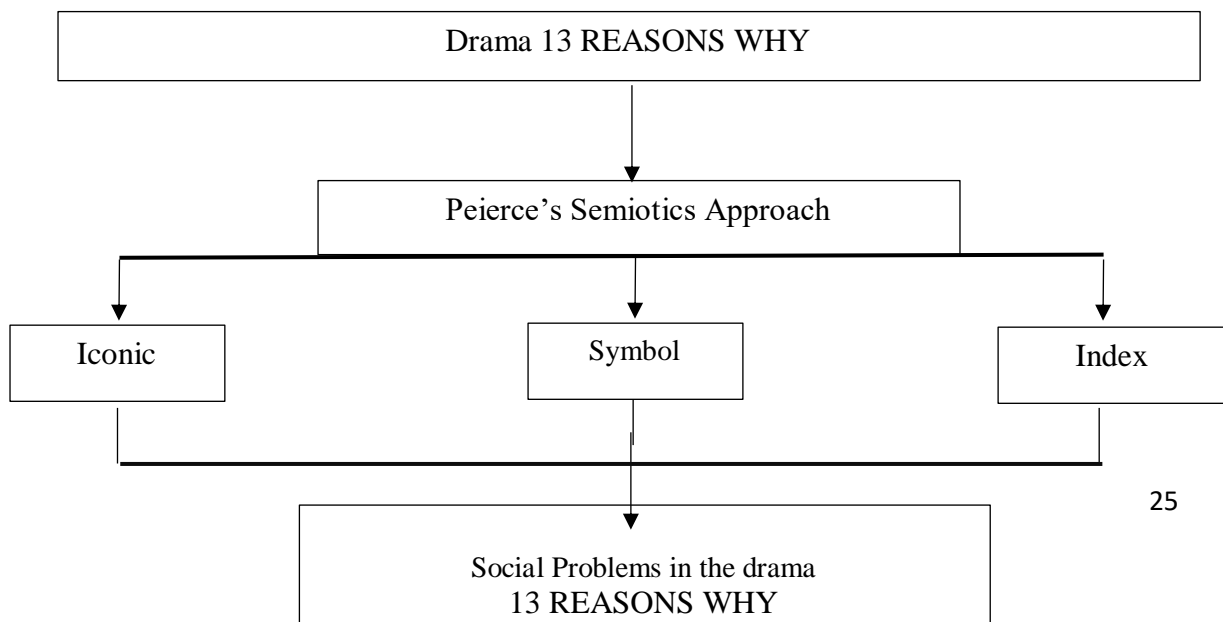 Drama 13 REASONS WHY
Peierce’s Semiotics Approach
Iconic
Symbol
Index
25
Social Problems in the drama
13 REASONS WHY